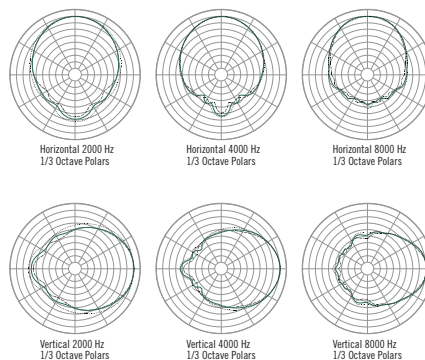 Horizontal 2000 Hz
1/3 Octave Polars
Horizontal 4000 Hz
1/3 Octave Polars
Horizontal 8000 Hz
1/3 Octave Polars
Vertical 2000 Hz
1/3 Octave Polars
Vertical 4000 Hz
1/3 Octave Polars
Vertical 8000 Hz
1/3 Octave Polars